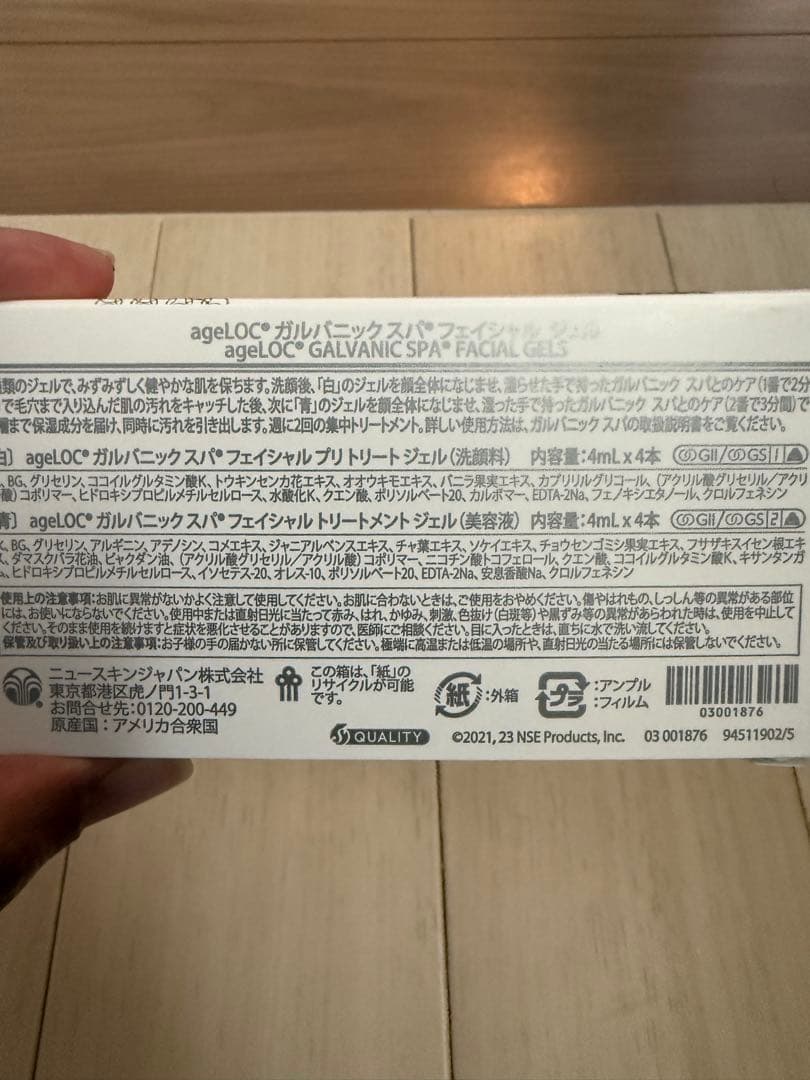 ageLOC® ガルバニック スパ® フェイシャル ジェル
ageLOC® GALVANIC SPA® FACIAL GELS
類のジェルで、みずみずしく健やかな肌を保ちます。洗顔後、「白」のジェルを顔全体になじませ、濡らせた手で持ったガルバニック スパとのケア(1番で2分
で毛穴まで入り込んだ肌の汚れをキャッチした後、次に「青」のジェルを顔全体になじませ、湿った手で持ったガルバニック スパとのケア(2番で3分間)で
層まで保湿成分を届け、同時に汚れを引き出します。週に2回の集中トリートメント。詳しい使用方法は、ガルバニック スパの取扱説明書をご覧ください。
白] ageLOC® ガルバニック スパ® フェイシャル プリ トリート ジェル(洗顔料) 内容量:4mL x 4本 GII/GS 1
、BG、グリセリン、ココイルグルタミン酸K、トウキンセンカ花エキス、オオウキモエキス、バニラ果実エキス、カプリリルグリコール、(アクリル酸グリセリル/アクリ
酸)コポリマー、ヒドロキシプロピルメチルセルロース、水酸化K、クエン酸、ポリソルベート20、カルボマー、EDTA-2Na、フェノキシエタノール、クロルフェネシン
青] ageLOC® ガルバニック スパ® フェイシャル トリートメント ジェル(美容液) 内容量:4mL x 4本 GII/GS 2
、BG、グリセリン、アルギニン、アデノシン、コメエキス、ジャニアルベンスエキス、チャ葉エキス、ソケイエキス、チョウセンゴミシ果実エキス、フサザキスイセン根エキ
ス、ダマスクバラ花油、ビャクダン油、(アクリル酸グリセリル/アクリル酸)コポリマー、ニコチン酸トコフェロール、クエン酸、ココイルグルタミン酸K、キサンタンガ
ム、ヒドロキシプロピルメチルセルロース、イソセテス-20、オレス-10、ポリソルベート20、EDTA-2Na、安息香酸Na、クロルフェネシン
使用上の注意事項:お肌に異常がないかよく注意して使用してください。お肌に合わないときは、ご使用をおやめください。傷やはれもの、しっしん等の異常がある部位
には、お使いにならないでください。使用中または直射日光に当たって赤み、はれ、かゆみ、刺激、色抜け(白斑等)や黒ずみ等の異常があらわれた時は、使用を中止して
ください。そのまま使用を続けますと症状を悪化させることがありますので、医師にご相談ください。目に入ったときは、直ちに水で洗い流してください。
保管及び取り扱い上の注意事項:お子様の手の届かない所に保管してください。極端に高温または低温の場所や、直射日光の当たる場所には保管しないでください。
ニュースキンジャパン株式会社
東京都港区虎ノ門1-3-1
お問合せ先:0120-200-449
原産国:アメリカ合衆国
この箱は、「紙」の
リサイクルが可能
です。
紙 :外箱
プラ :アンプル
:フィルム
03001876
QUALITY ©2021, 23 NSE Products, Inc. 03 001876 94511902/5